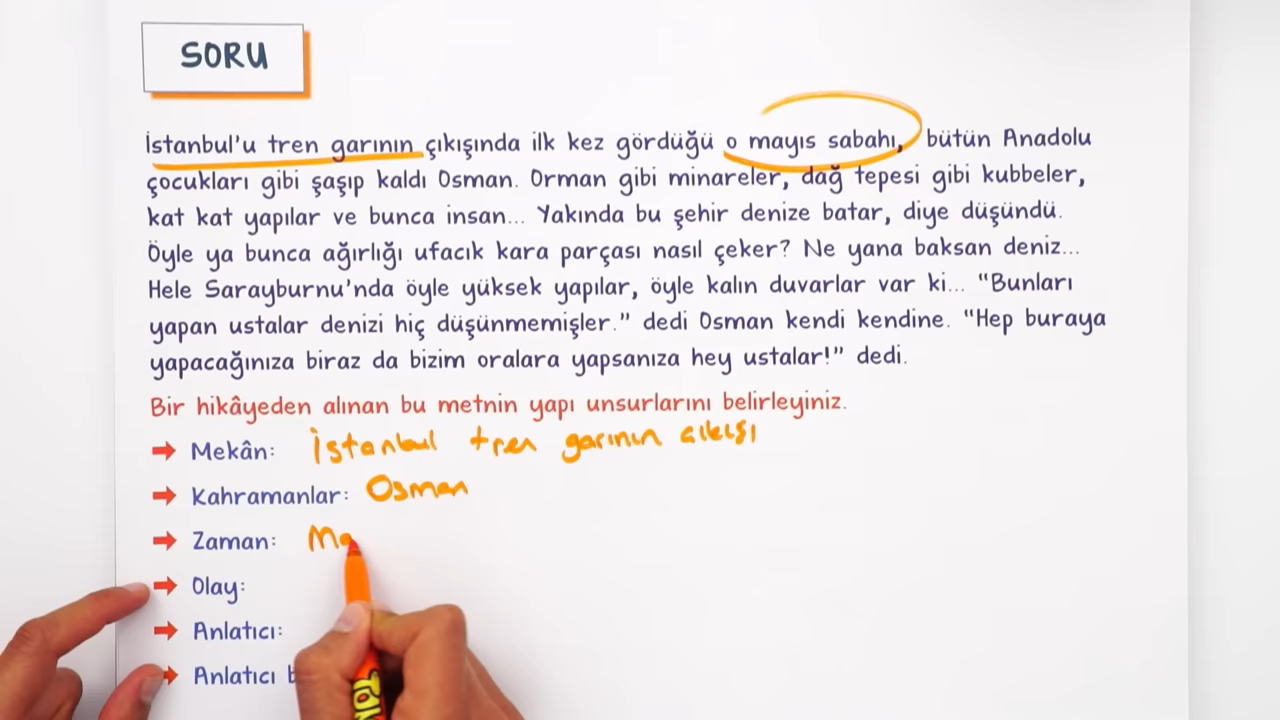 SORU
İstanbul'u tren garının çıkışında ilk kez gördüğü o mayıs sabahı, bütün Anadolu
çocukları gibi şaşıp kaldı Osman. Orman gibi minareler, dağ tepesi gibi kubbeler,
kat kat yapılar ve bunca insan... Yakında bu şehir denize batar, diye düşündü.
Öyle ya bunca ağırlığı ufacık kara parçası nasıl çeker? Ne yana baksan deniz...
Hele Sarayburnu'nda öyle yüksek yapılar, öyle kalın duvarlar var ki... "Bunları
yapan ustalar denizi hiç düşünmemişler." dedi Osman kendi kendine. "Hep buraya
yapacağınıza biraz da bizim oralara yapsanıza hey ustalar!" dedi.
Bir hikâyeden alınan bu metnin yapı unsurlarını belirleyiniz.
➡ Mekân: İstanbul tren garının çıkışı
➡ Kahramanlar: Osman
➡ Zaman: Ma
➡ Olay:
➡ Anlatıcı:
➡ Anlatıcı b